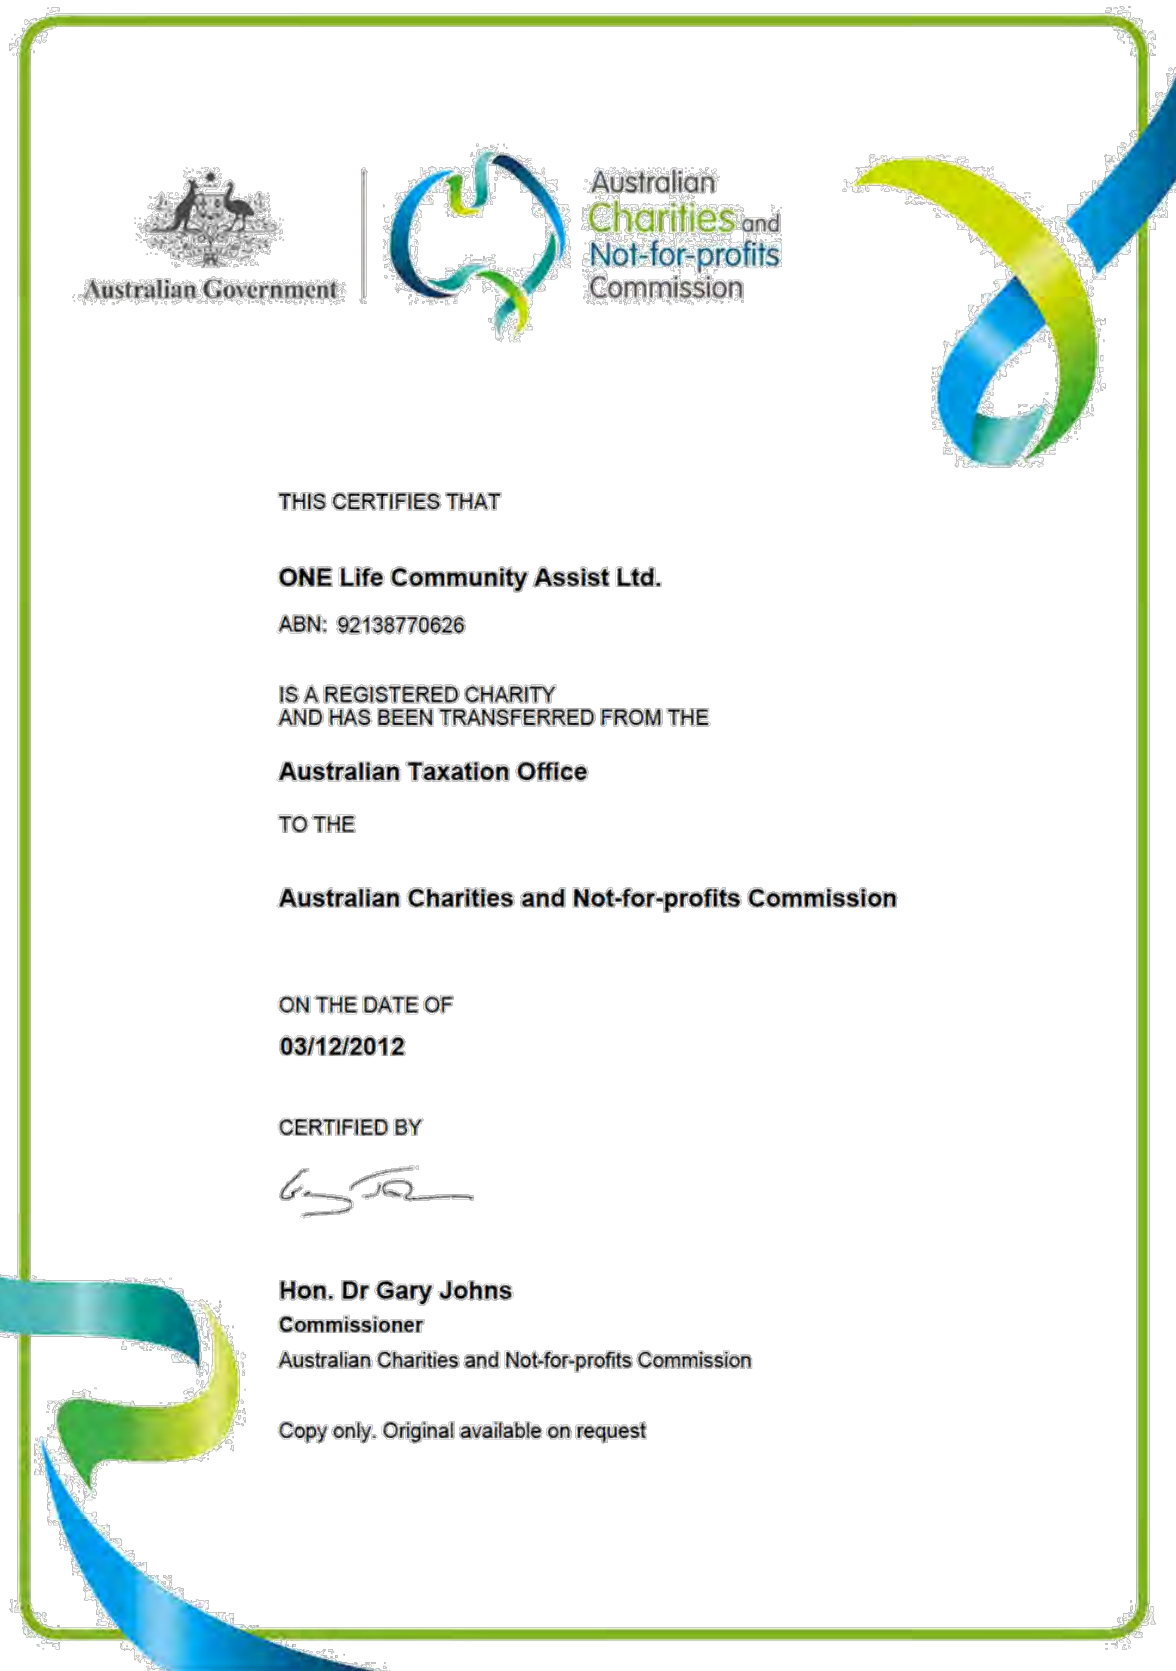 Australian Government
Australian
Charities and
Not-for-profits
Commission
THIS CERTIFIES THAT
ONE Life Community Assist Ltd.
ABN: 92138770626
IS A REGISTERED CHARITY
AND HAS BEEN TRANSFERRED FROM THE
Australian Taxation Office
TO THE
Australian Charities and Not-for-profits Commission
ON THE DATE OF
03/12/2012
CERTIFIED BY
Hon. Dr Gary Johns
Commissioner
Australian Charities and Not-for-profits Commission
Copy only. Original available on request